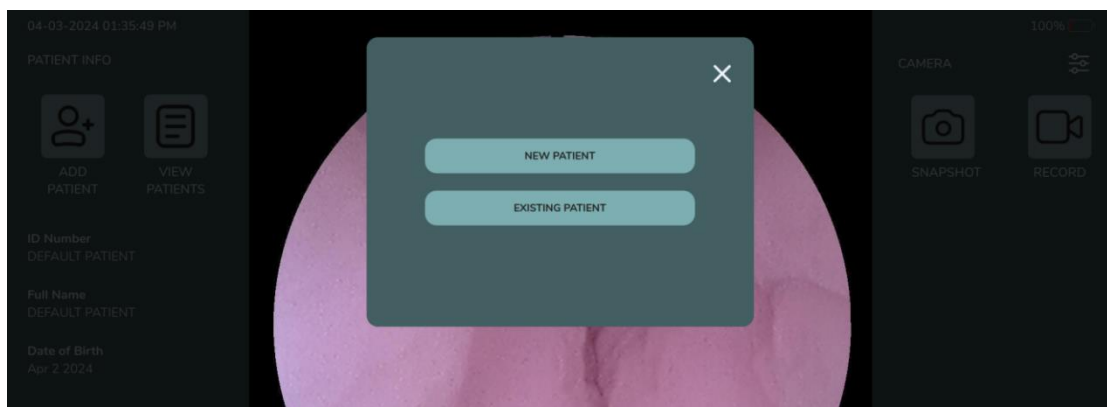 04-03-2024 01:35:49 PM
100%
PATIENT INFO
CAMERA
ADD
PATIENT
VIEW
PATIENTS
NEW PATIENT
EXISTING PATIENT
SNAPSHOT
RECORD
ID Number
DEFAULT PATIENT
Full Name
DEFAULT PATIENT
Date of Birth
Apr 2 2024